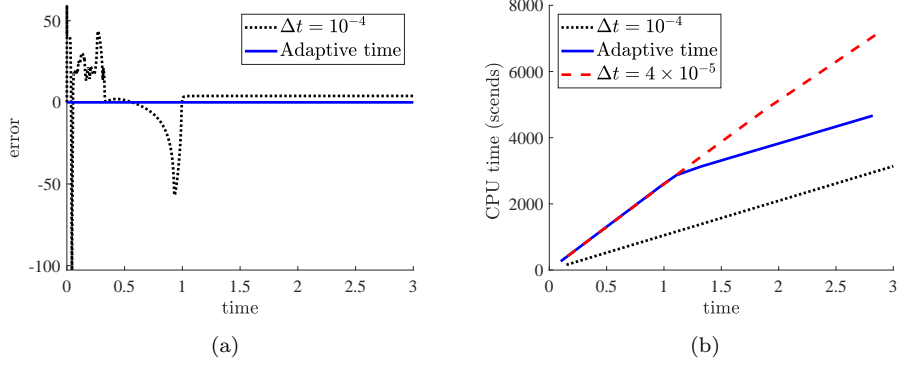 50
0
-50
-100
error
Δt = 10⁻⁴
Adaptive time
0 0.5 1 1.5 2 2.5 3
time
(a)
8000
6000
4000
2000
0
CPU time (scends)
Δt = 10⁻⁴
Adaptive time
Δt = 4 × 10⁻⁵
0 0.5 1 1.5 2 2.5 3
time
(b)